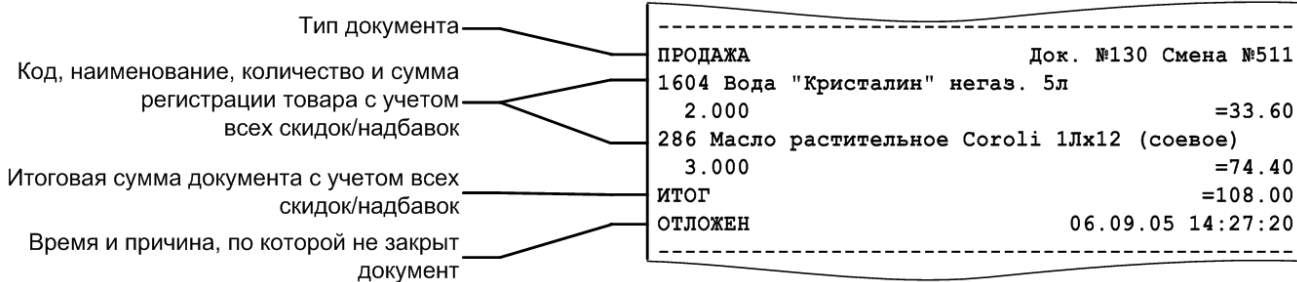 Тип документа
Код, наименование, количество и сумма
регистрации товара с учетом
всех скидок/надбавок
Итоговая сумма документа с учетом всех
скидок/надбавок
Время и причина, по которой не закрыт
документ
ПРОДАЖА Док. №130 Смена №511
1604 Вода "Кристалин" негаз. 5л
2.000 =33.60
286 Масло растительное Coroli 1Лх12 (соевое)
3.000 =74.40
ИТОГ =108.00
ОТЛОЖЕН 06.09.05 14:27:20